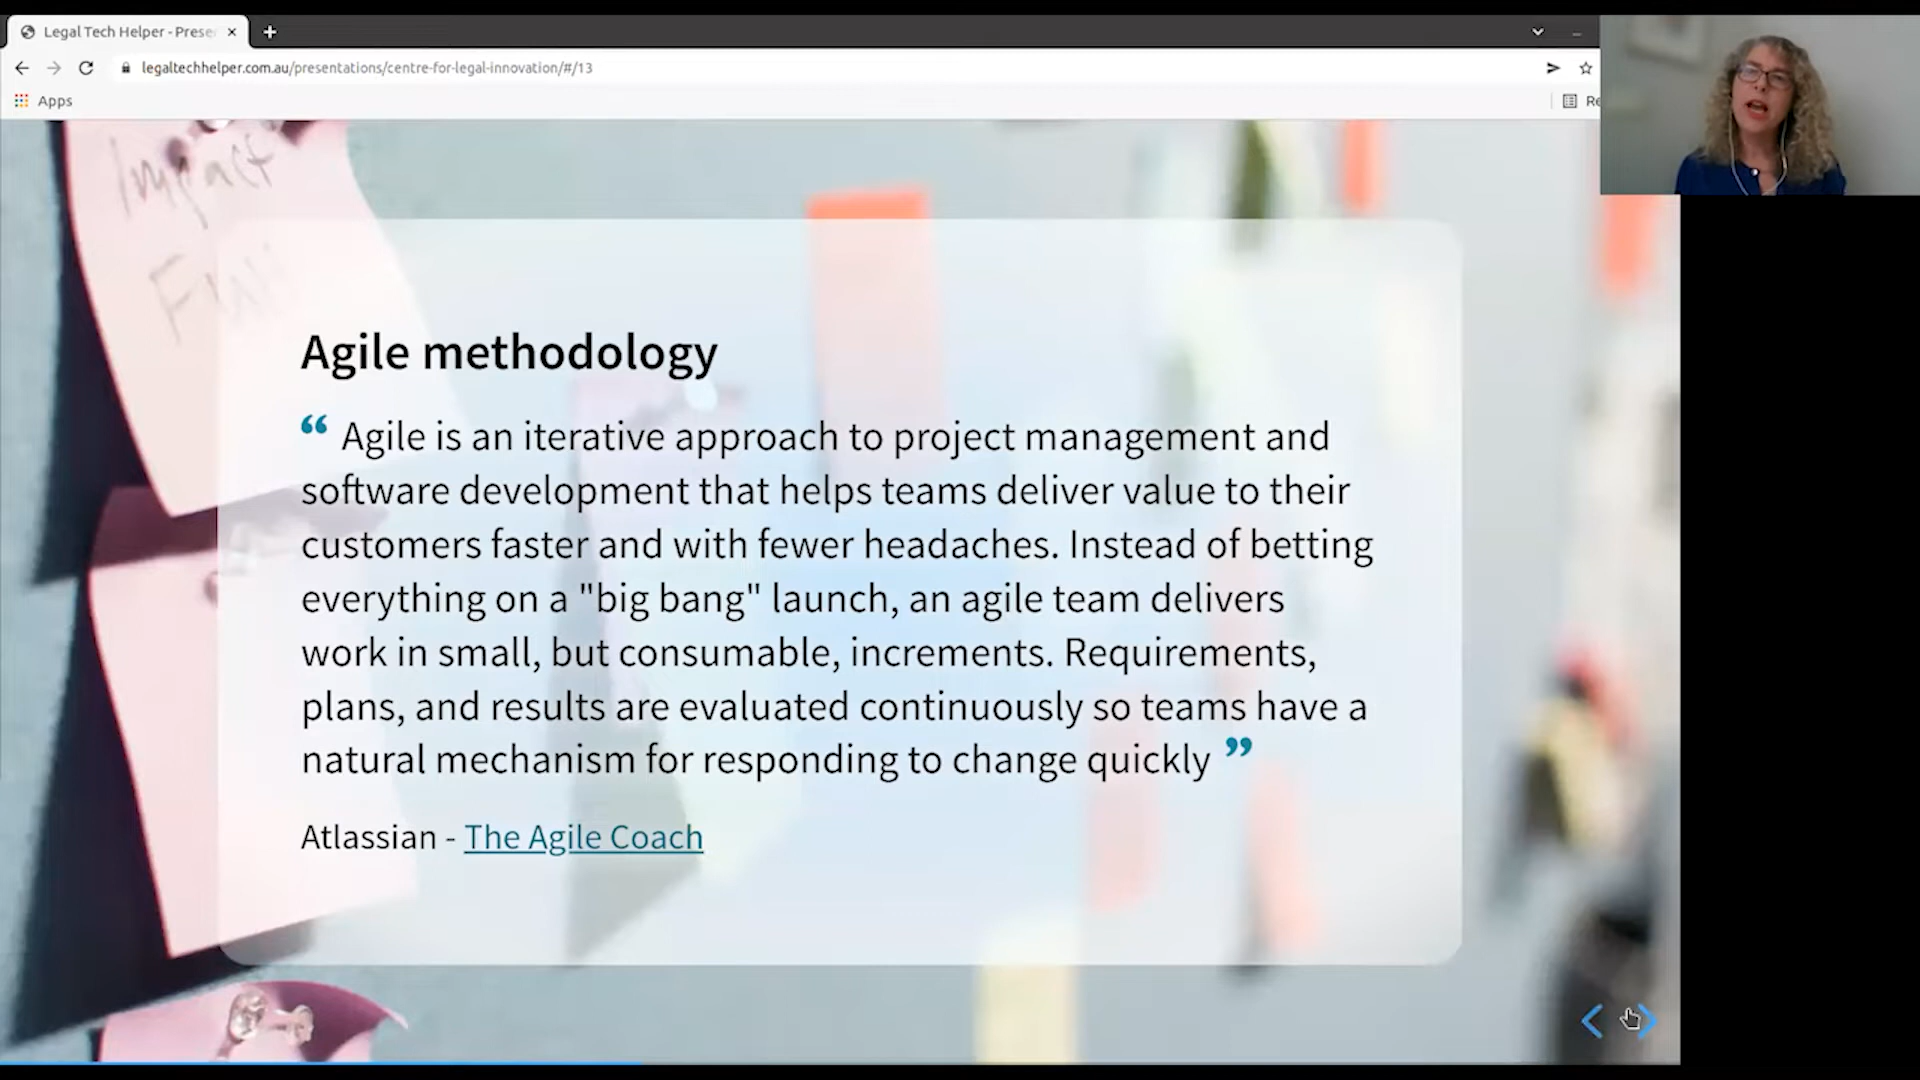 Legal Tech Helper - Prese
legaltechhelper.com.au/presentations/centre-for-legal-innovation/#/13
Apps
Re
Impact
Agile methodology
“ Agile is an iterative approach to project management and
software development that helps teams deliver value to their
customers faster and with fewer headaches. Instead of betting
everything on a "big bang" launch, an agile team delivers
work in small, but consumable, increments. Requirements,
plans, and results are evaluated continuously so teams have a
natural mechanism for responding to change quickly ”
Atlassian - The Agile Coach